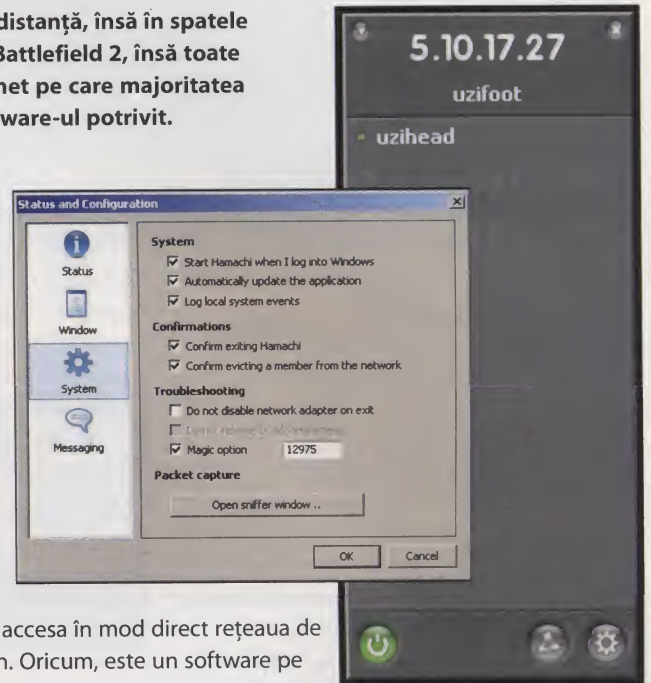 distanță, însă în spatele
Battlefield 2, însă toate
net pe care majoritatea
ware-ul potrivit.
5.10.17.27
uzifoot
uzihead
Status and Configuration
Status
Window
System
Messaging
System
Start Hamachi when I log into Windows
Automatically update the application
Log local system events
Confirmations
Confirm exiting Hamachi
Confirm evicting a member from the network
Troubleshooting
Do not disable network adapter on exit
Magic option 12975
Packet capture
Open sniffer window ..
OK Cancel
accesa în mod direct rețeaua de
n. Oricum, este un software pe